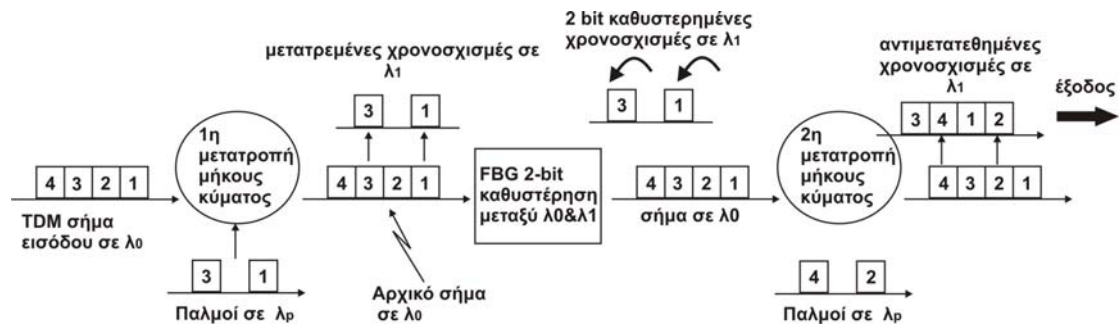 4 3 2 1
TDM σήμα
εισόδου σε λ0
1η
μετατροπή
μήκους
κύματος
3 1
Παλμοί σε λp
μετατρεμένες χρονοσχισμές σε
λ1
3 1
4 3 2 1
Αρχικό σήμα
σε λ0
FBG 2-bit
καθυστέρηση
μεταξύ λ0&λ1
2 bit καθυστερημένες
χρονοσχισμές σε λ1
3 1
4 3 2 1
σήμα σε λ0
2η
μετατροπή
μήκους
κύματος
4 2
Παλμοί σε λp
αντιμετατεθημένες
χρονοσχισμές σε
λ1
3 4 1 2
4 3 2 1
έξοδος